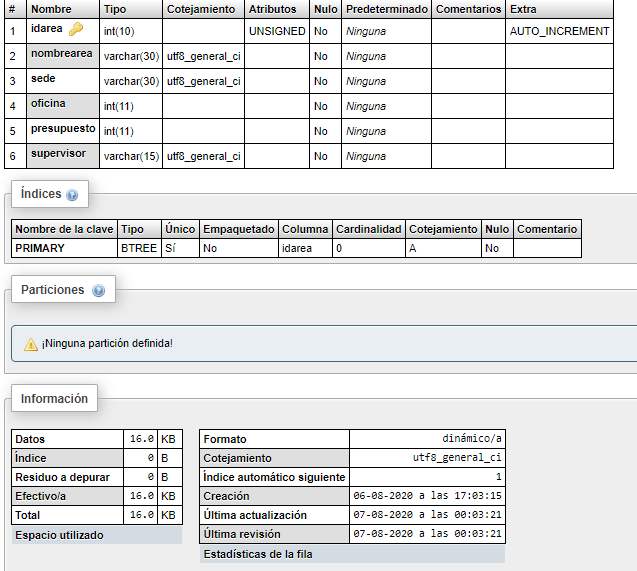 # Nombre Tipo Cotejamiento Atributos Nulo Predeterminado Comentarios Extra
1 idarea int(10) UNSIGNED No Ninguna AUTO_INCREMENT
2 nombrearea varchar(30) utf8_general_ci No Ninguna
3 sede varchar(30) utf8_general_ci No Ninguna
4 oficina int(11) No Ninguna
5 presupuesto int(11) No Ninguna
6 supervisor varchar(15) utf8_general_ci No Ninguna
Índices
Nombre de la clave Tipo Único Empaquetado Columna Cardinalidad Cotejamiento Nulo Comentario
PRIMARY BTREE Sí No idarea 0 A No
Particiones
¡Ninguna partición definida!
Información
Datos 16.0 KB
Índice 0 B
Residuo a depurar 0 B
Efectivo/a 16.0 KB
Total 16.0 KB
Espacio utilizado
Formato dinámico/a
Cotejamiento utf8_general_ci
Índice automático siguiente 1
Creación 06-08-2020 a las 17:03:15
Última actualización 07-08-2020 a las 00:03:21
Última revisión 07-08-2020 a las 00:03:21
Estadísticas de la fila